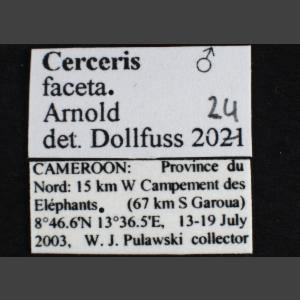 Cerceris ♂
faceta.
Arnold 24
det. Dollfuss 2021
CAMEROON: Province du
Nord: 15 km W Campement des
Eléphants. (67 km S Garoua)
8°46.6'N 13°36.5'E, 13-19 July
2003, W. J. Pulawski collector